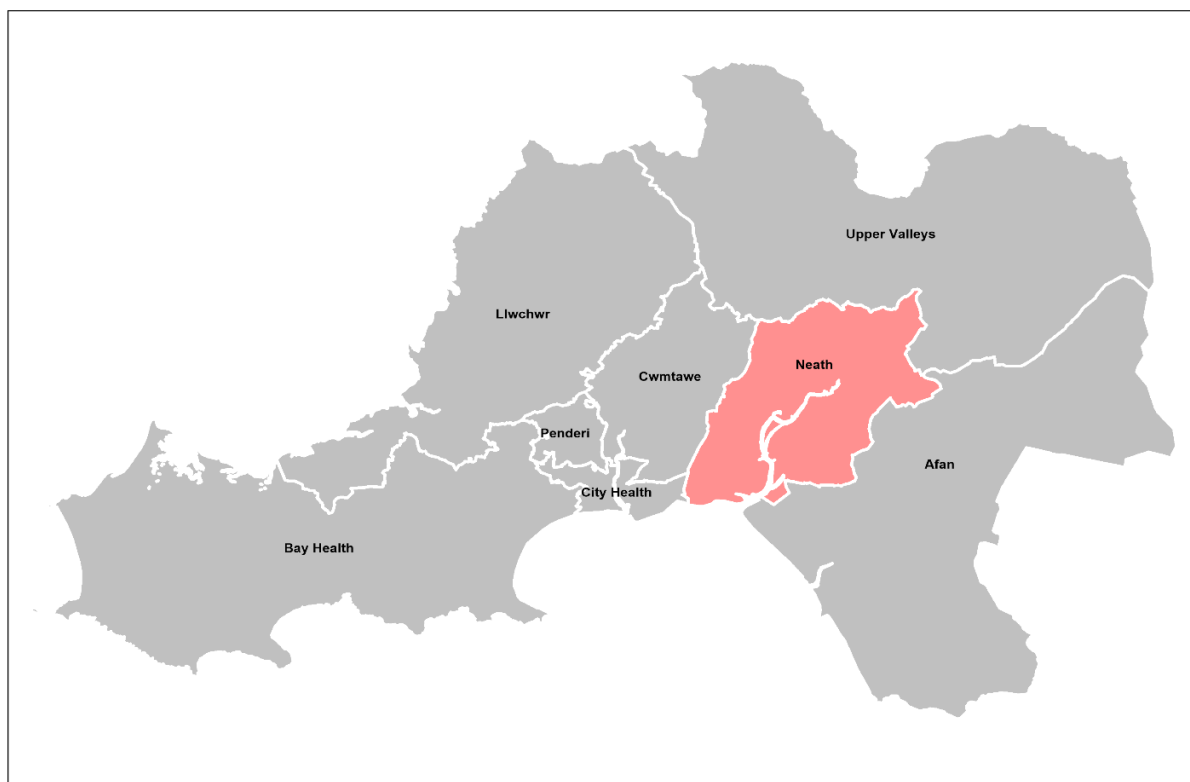 Upper Valleys
Llwchwr
Neath
Cwmtawe
Penderi
Afan
City Health
Bay Health